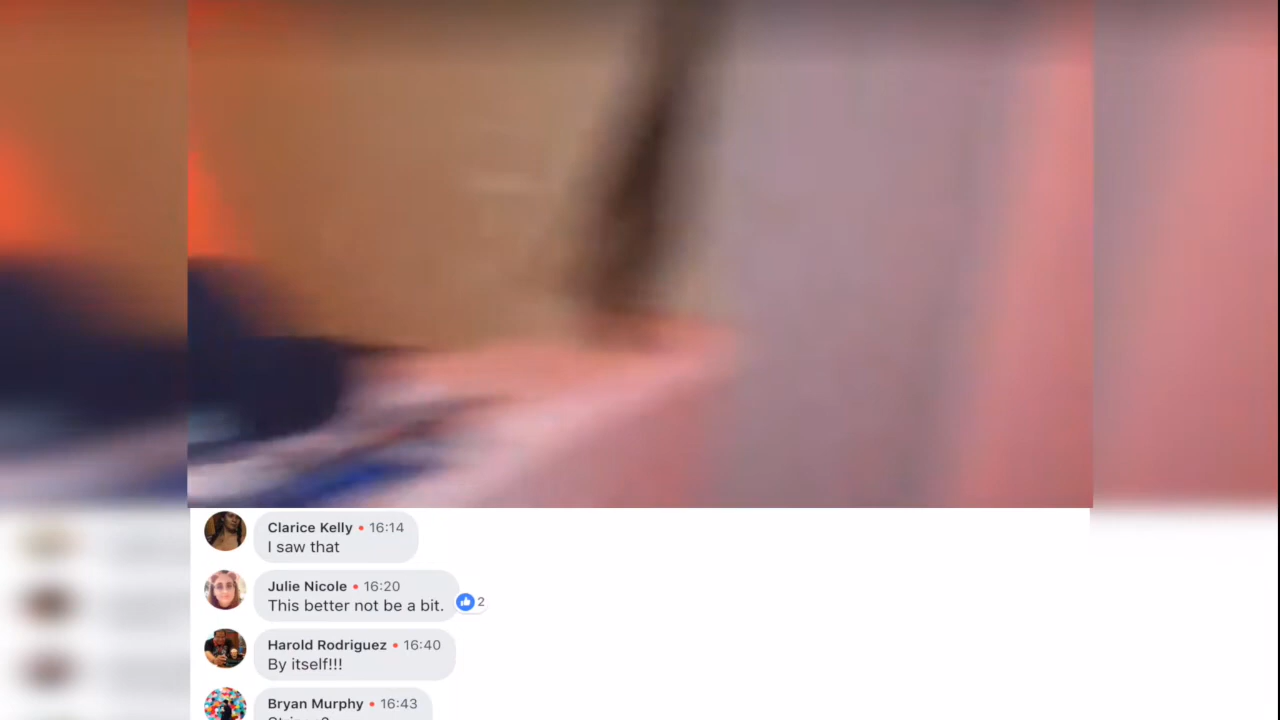 Clarice Kelly • 16:14
I saw that
Julie Nicole • 16:20
This better not be a bit.
2
Harold Rodriguez • 16:40
By itself!!!
Bryan Murphy • 16:43